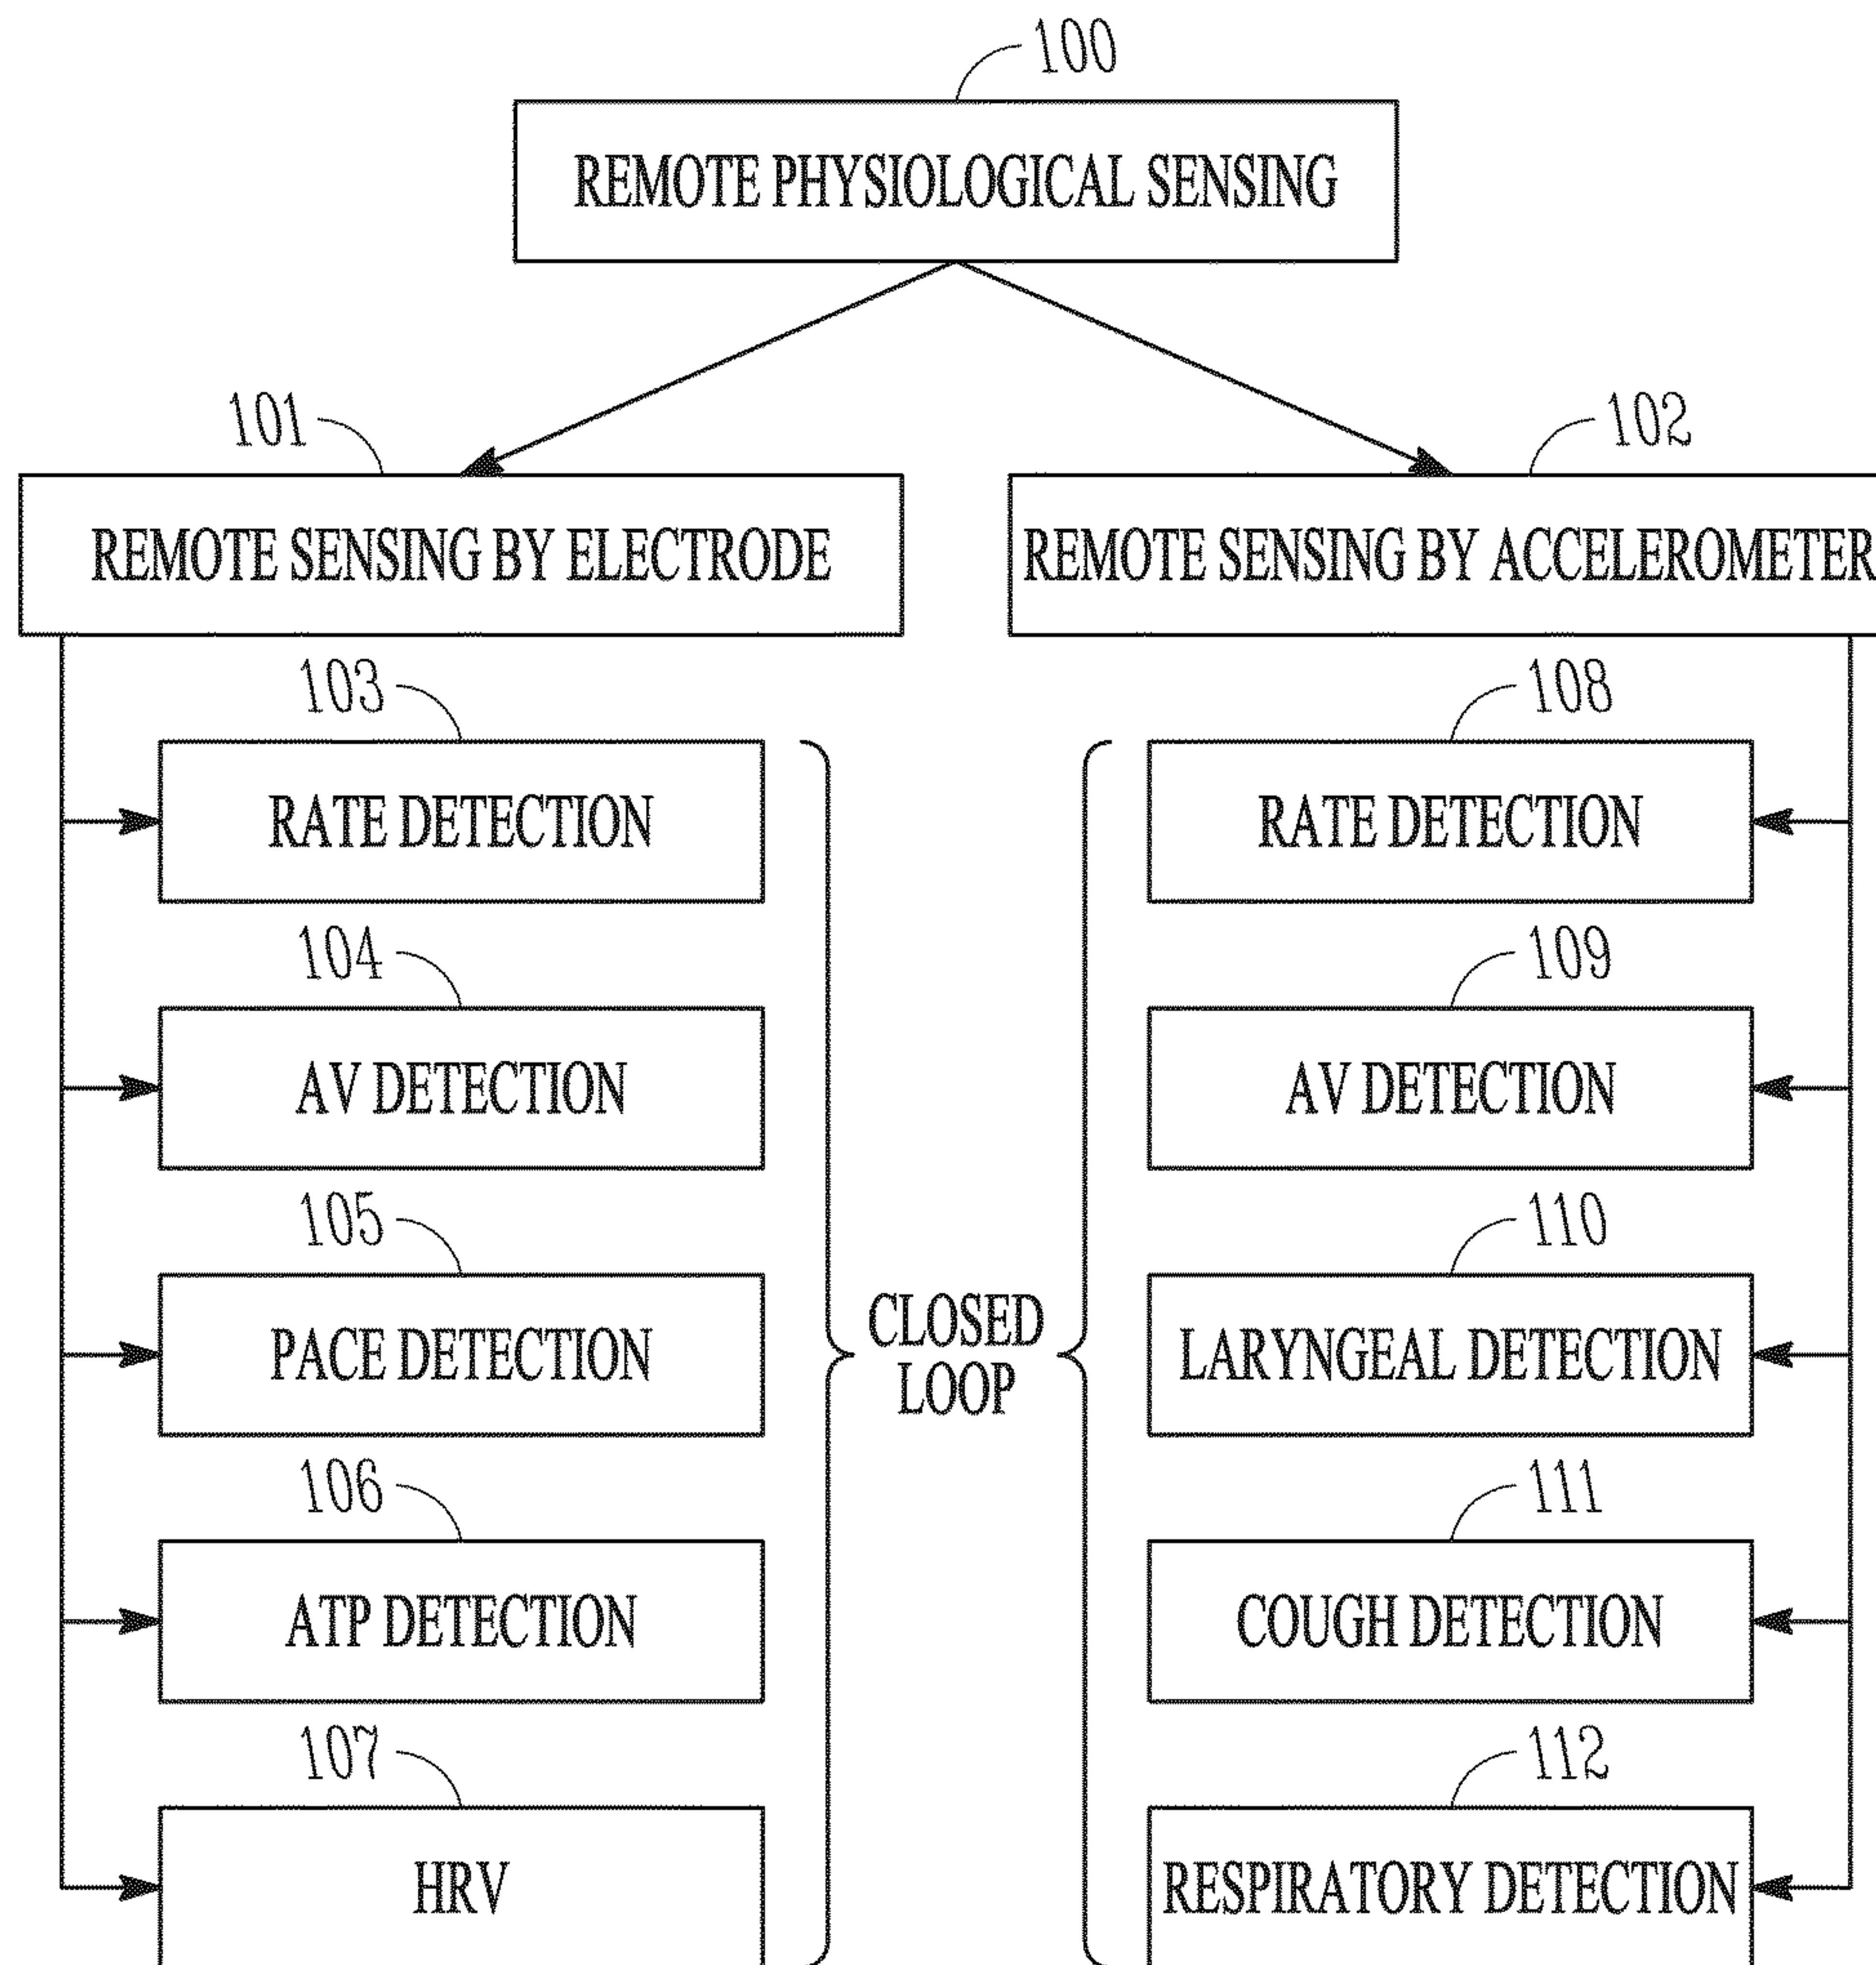 100
REMOTE PHYSIOLOGICAL SENSING
101
102
REMOTE SENSING BY ELECTRODE
REMOTE SENSING BY ACCELEROMETER
103
RATE DETECTION
104
AV DETECTION
105
PACE DETECTION
106
ATP DETECTION
107
HRV
CLOSED
LOOP
108
RATE DETECTION
109
AV DETECTION
110
LARYNGEAL DETECTION
111
COUGH DETECTION
112
RESPIRATORY DETECTION